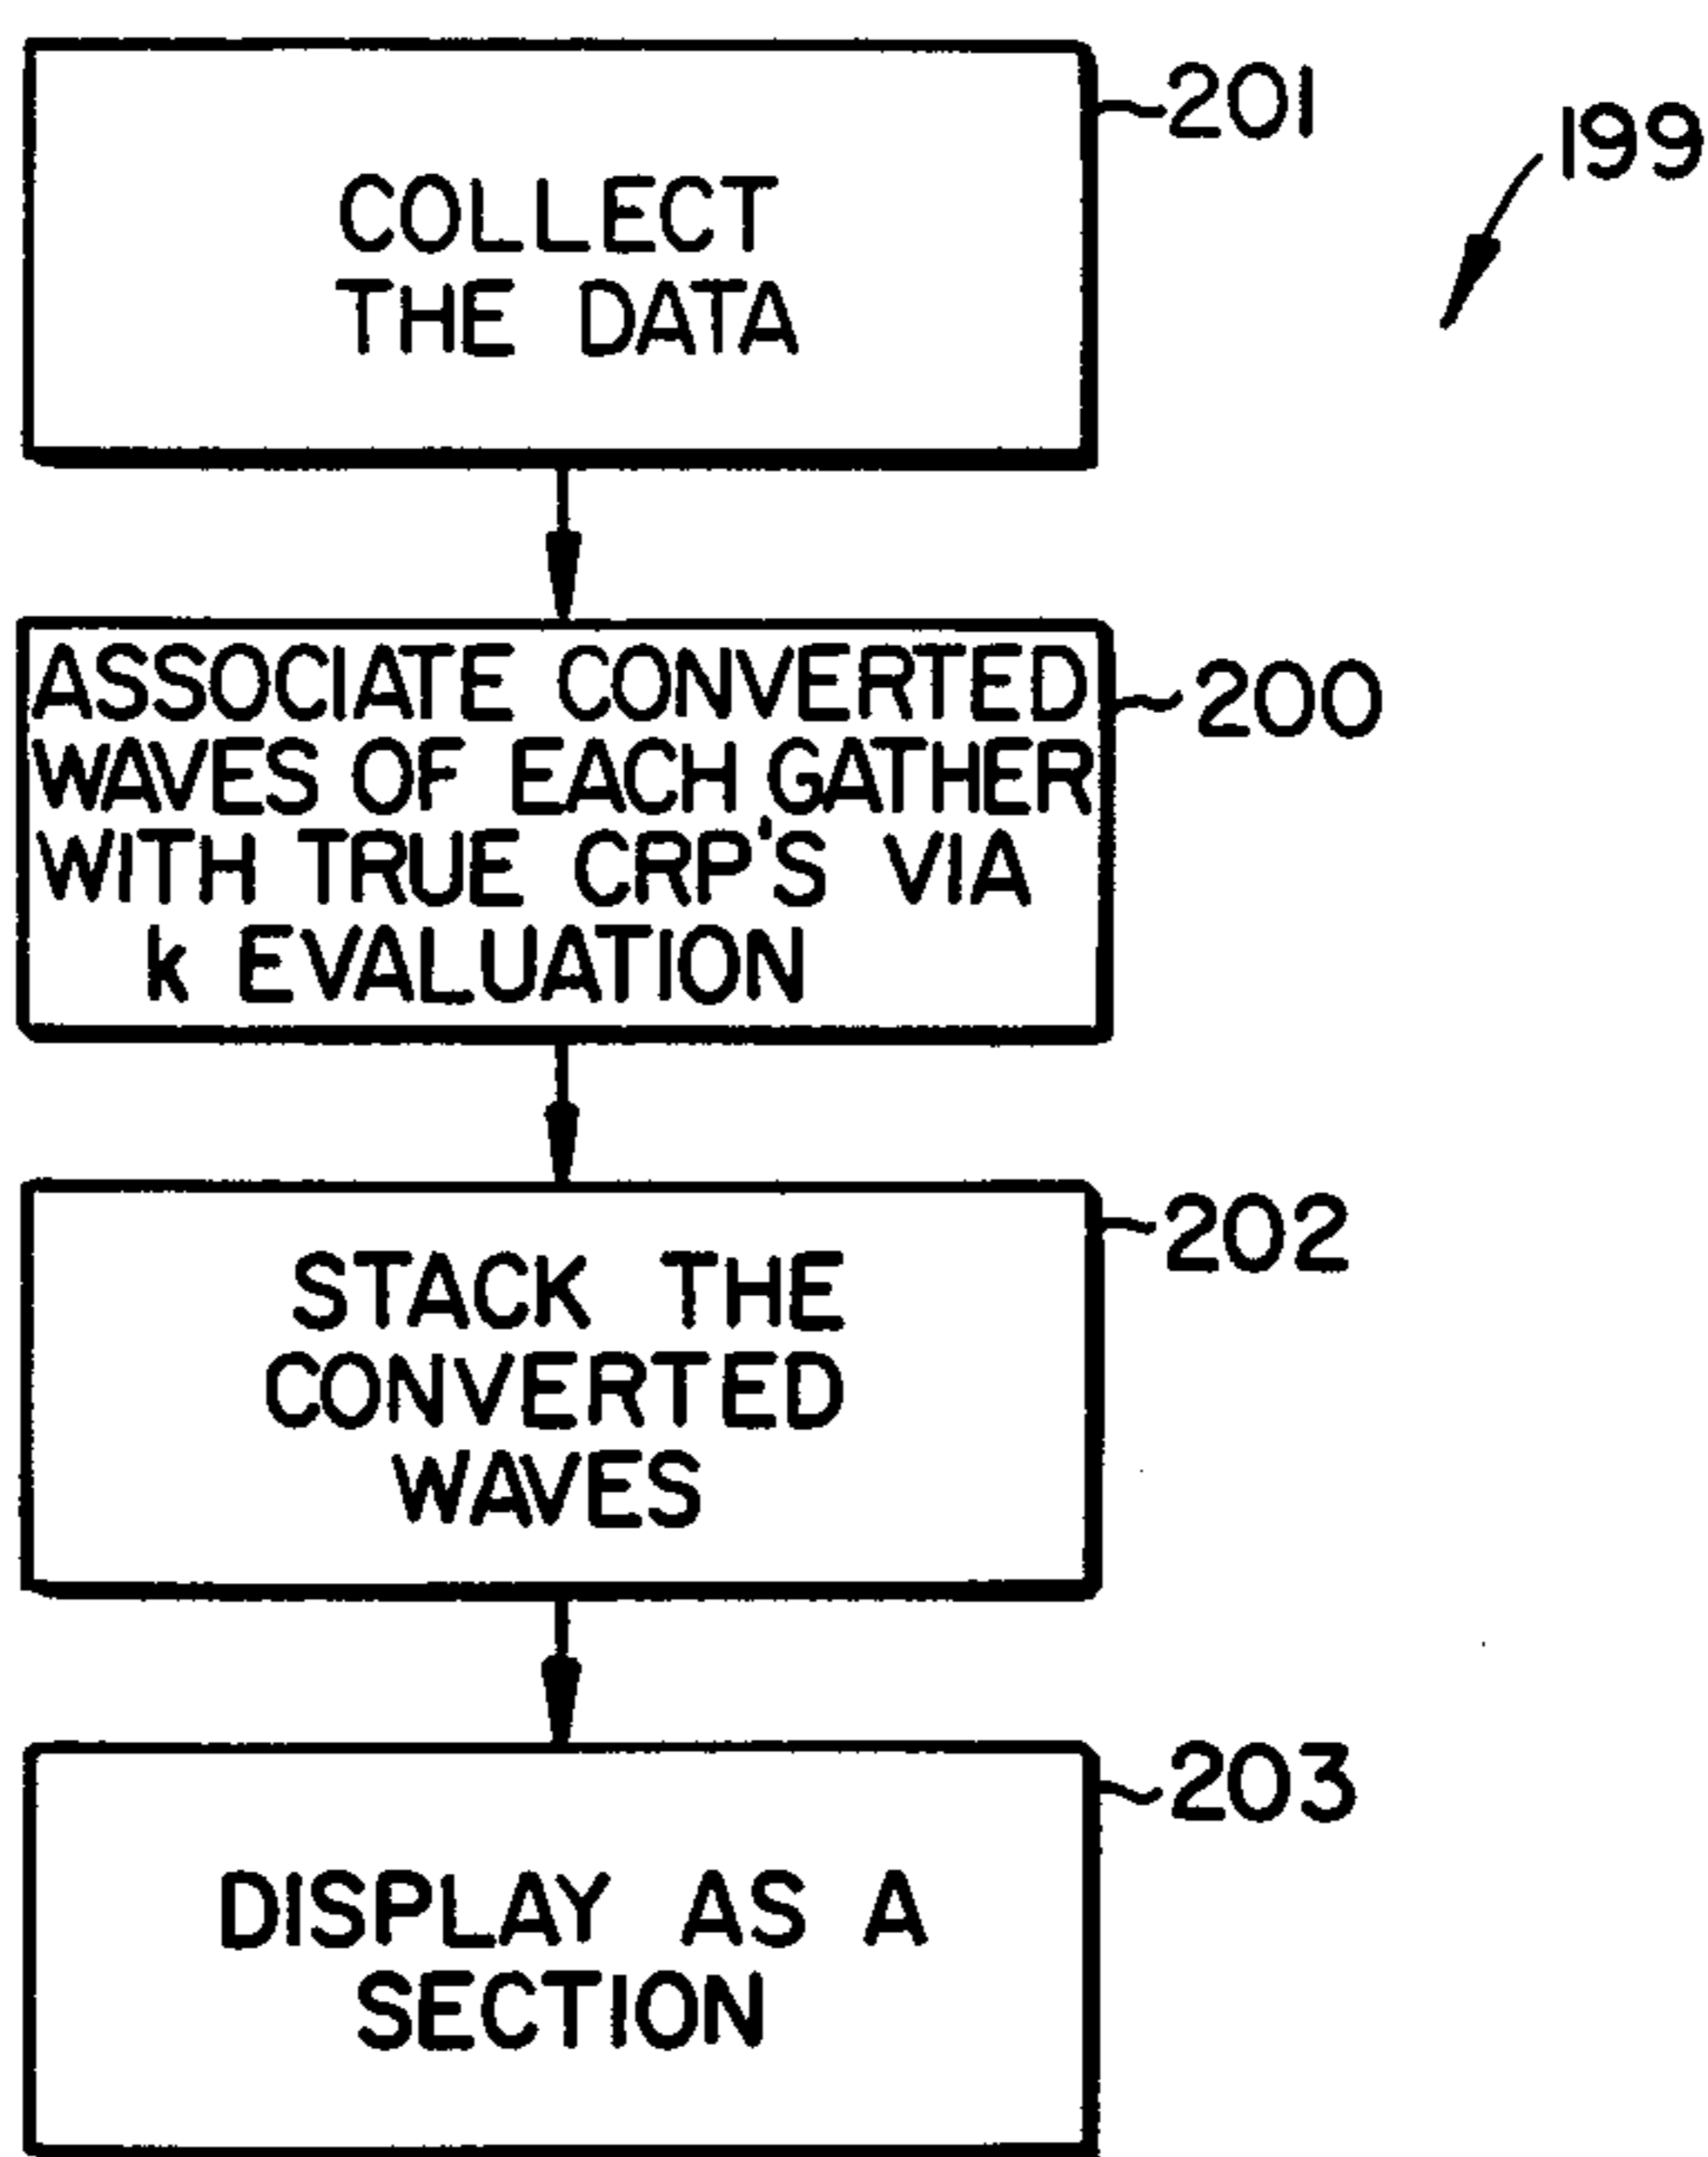 COLLECT
THE DATA
201
199
ASSOCIATE CONVERTED
WAVES OF EACH GATHER
WITH TRUE CRP'S VIA
k EVALUATION
200
STACK THE
CONVERTED
WAVES
202
DISPLAY AS A
SECTION
203